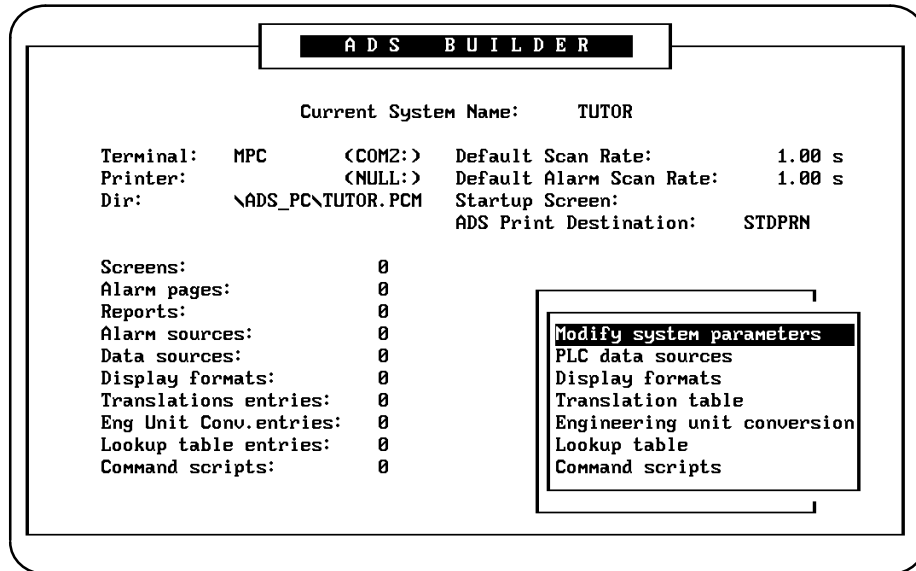 ADS BUILDER
Current System Name: TUTOR
Terminal: MPC (COM2:) Default Scan Rate: 1.00 s
Printer: (NULL:) Default Alarm Scan Rate: 1.00 s
Dir: \ADS_PC\TUTOR.PCM Startup Screen:
ADS Print Destination: STDPRN
Screens: 0
Alarm pages: 0
Reports: 0
Alarm sources: 0
Data sources: 0
Display formats: 0
Translations entries: 0
Eng Unit Conv.entries: 0
Lookup table entries: 0
Command scripts: 0
Modify system parameters
PLC data sources
Display formats
Translation table
Engineering unit conversion
Lookup table
Command scripts